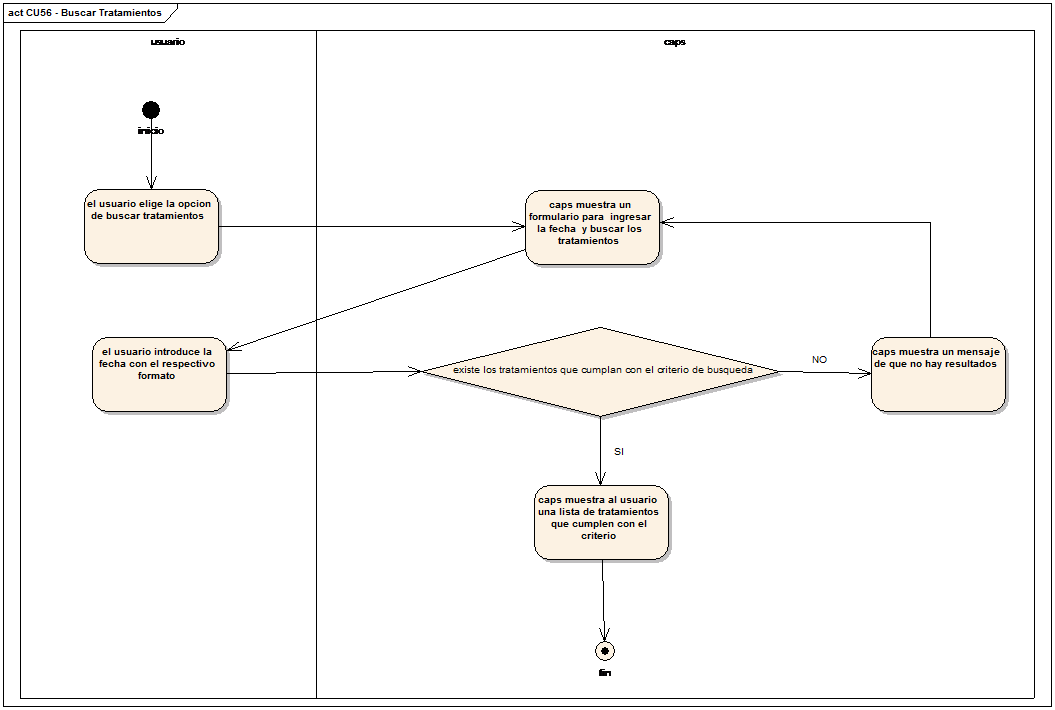 act CU56 - Buscar Tratamientos
usuario
caps
inicio
el usuario elige la opcion
de buscar tratamientos
caps muestra un
formulario para ingresar
la fecha y buscar los
tratamientos
el usuario introduce la
fecha con el respectivo
formato
existe los tratamientos que cumplan con el criterio de busqueda
NO
caps muestra un mensaje
de que no hay resultados
SI
caps muestra al usuario
una lista de tratamientos
que cumplen con el
criterio
fin